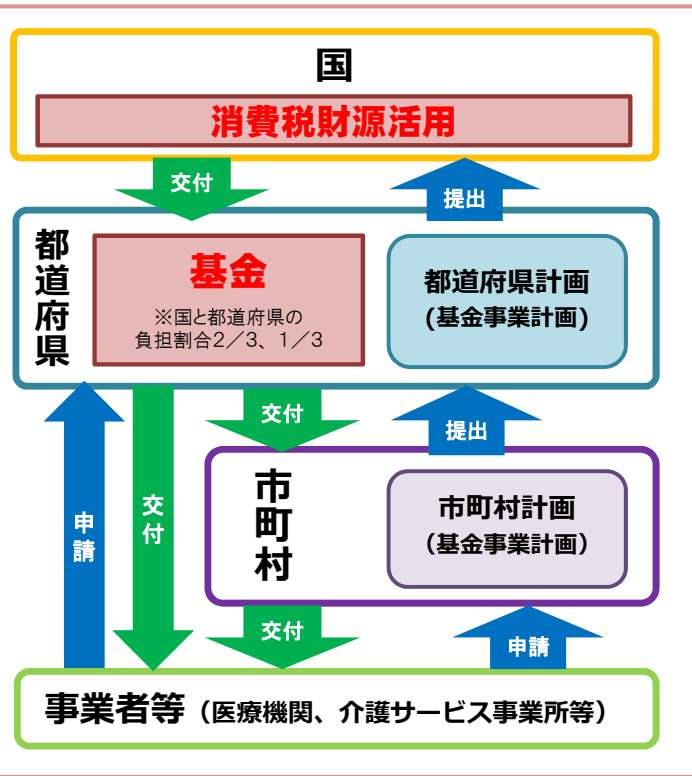 国
消費税財源活用
交付
提出
都道府県
基金
※国と都道府県の
負担割合2／3、1／3
都道府県計画
(基金事業計画)
交付
提出
申請
交付
市町村
市町村計画
（基金事業計画）
交付
申請
事業者等（医療機関、介護サービス事業所等）